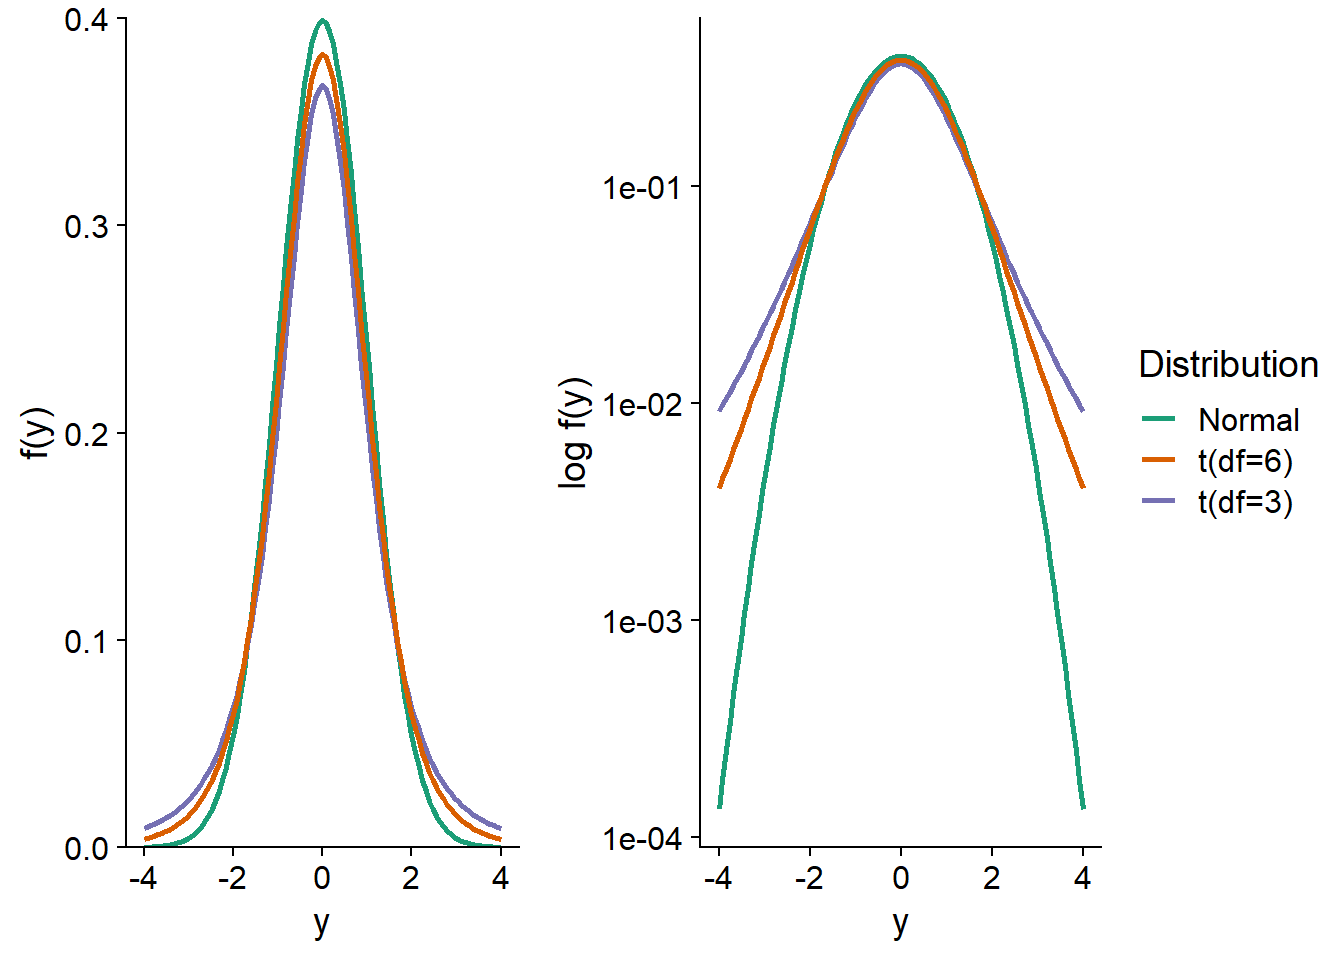 0.4
0.3
0.2
0.1
0.0
f(y)
-4 -2 0 2 4
y
1e-01
1e-02
1e-03
1e-04
log f(y)
-4 -2 0 2 4
y
Distribution
Normal
t(df=6)
t(df=3)